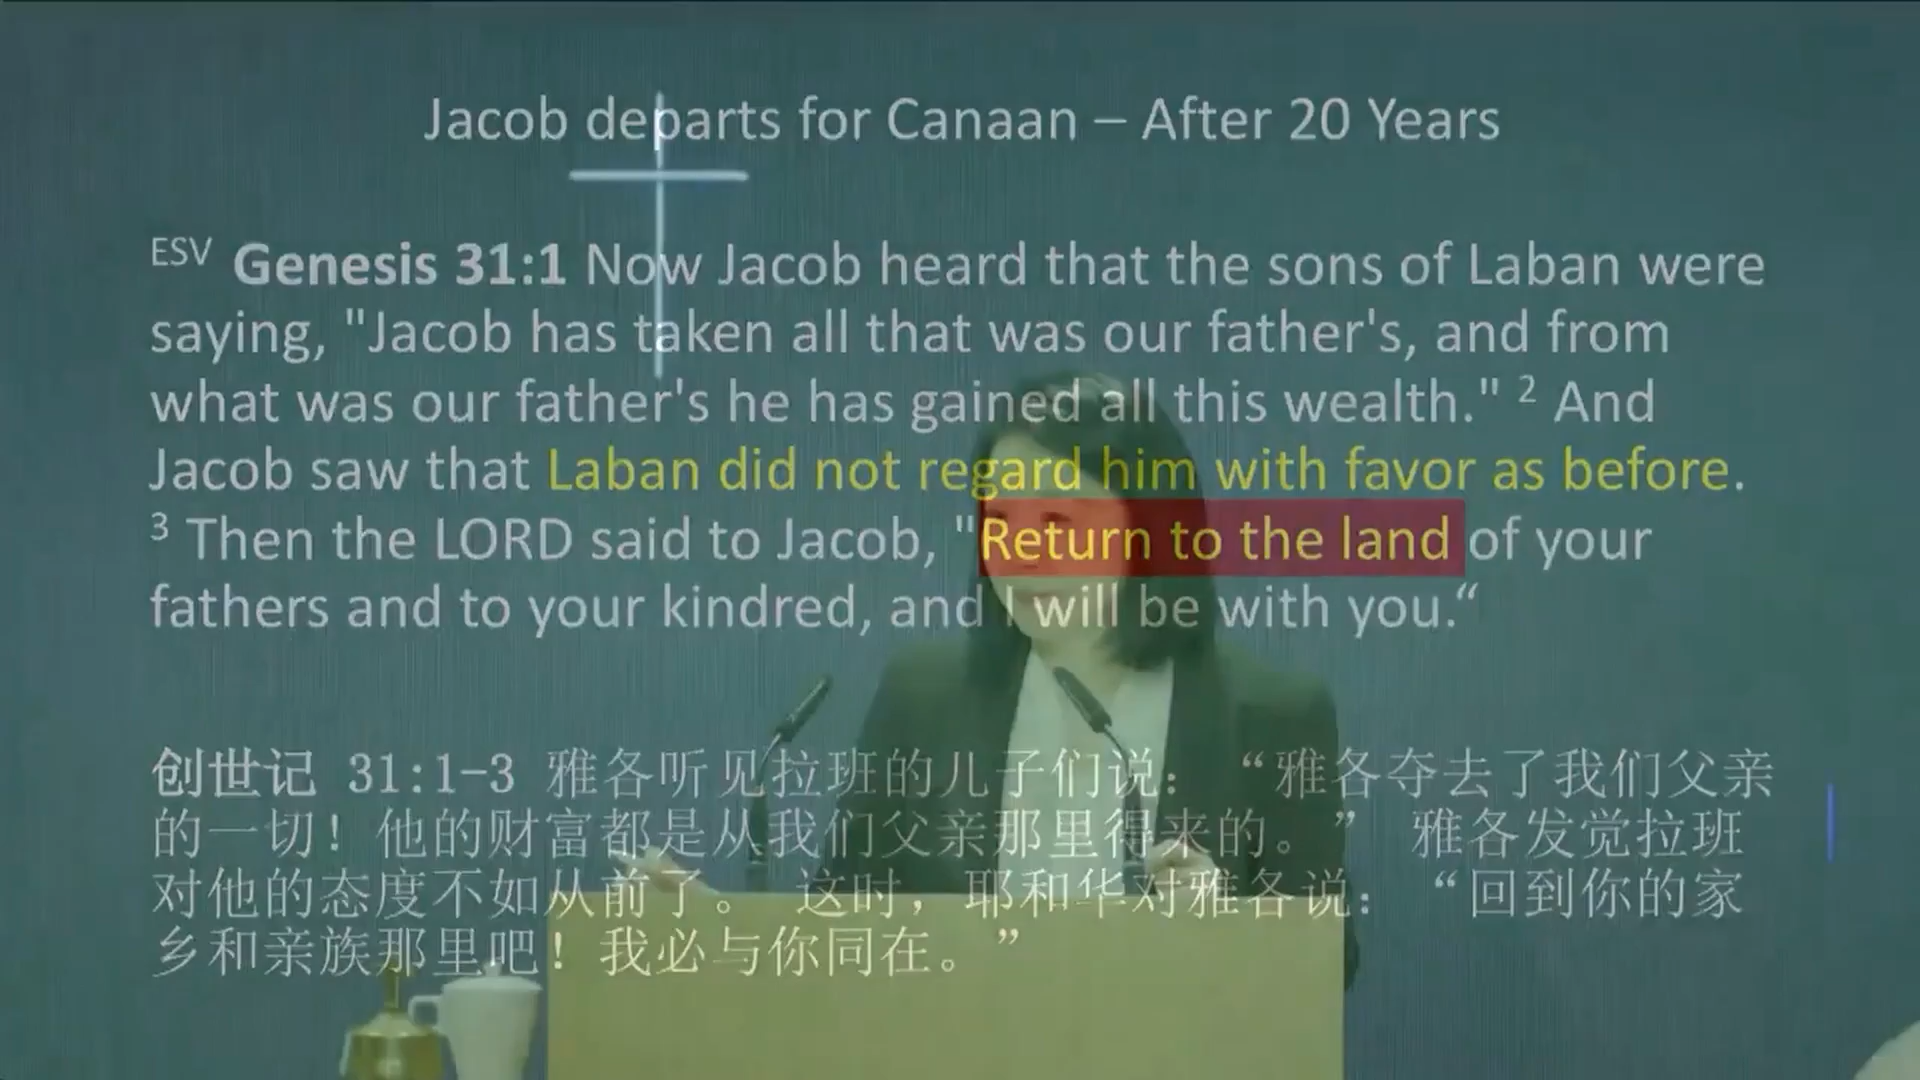 Jacob departs for Canaan – After 20 Years
ESV Genesis 31:1 Now Jacob heard that the sons of Laban were
saying, "Jacob has taken all that was our father's, and from
what was our father's he has gained all this wealth." 2 And
Jacob saw that Laban did not regard him with favor as before.
3 Then the LORD said to Jacob, "Return to the land of your
fathers and to your kindred, and I will be with you.“
创世记 31:1-3 雅各听见拉班的儿子们说：“雅各夺去了我们父亲
的一切！他的财富都是从我们父亲那里得来的。” 雅各发觉拉班
对他的态度不如从前了。 这时，耶和华对雅各说：“回到你的家
乡和亲族那里吧！我必与你同在。”